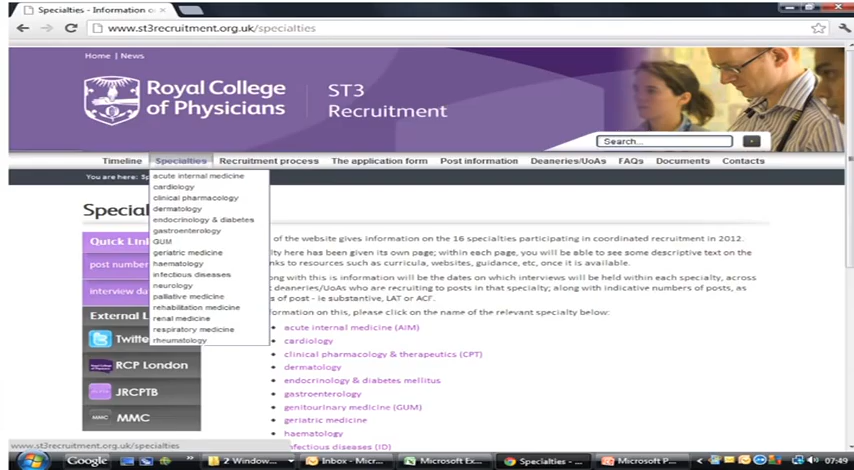 Specialties - Information o
www.st3recruitment.org.uk/specialties
Home | News
Royal College
of Physicians
ST3
Recruitment
Search...
Timeline Specialties Recruitment process The application form Post information Deaneries/UoAs FAQs Documents Contacts
You are here: Sp
acute internal medicine
cardiology
clinical pharmacology
dermatology
endocrinology & diabetes
gastroenterology
GUM
geriatric medicine
haematology
infectious diseases
neurology
palliative medicine
rehabilitation medicine
renal medicine
respiratory medicine
rheumatology
Special
Quick Lin
post number
interview da
External L
Twitte
RCP London
JRCPTB
MMC MMC
of the website gives information on the 16 specialties participating in coordinated recruitment in 2012.
lty here has been given its own page; within each page, you will be able to see some descriptive text on the
nks to resources such as curricula, websites, guidance, etc, once it is available.
ong with this is information will be the dates on which interviews will be held within each specialty, across
deaneries/UoAs who are recruiting to posts in that specialty; along with indicative numbers of posts, as
s of post - ie substantive, LAT or ACF.
formation on this, please click on the name of the relevant specialty below:
acute internal medicine (AIM)
cardiology
clinical pharmacology & therapeutics (CPT)
dermatology
endocrinology & diabetes mellitus
gastroenterology
genitourinary medicine (GUM)
geriatric medicine
haematology
infectious diseases (ID)
www.st3recruitment.org.uk/specialties
Google
2 Window...
Inbox - Micr...
Microsoft Ex...
Specialties - ...
Microsoft P...
07:49